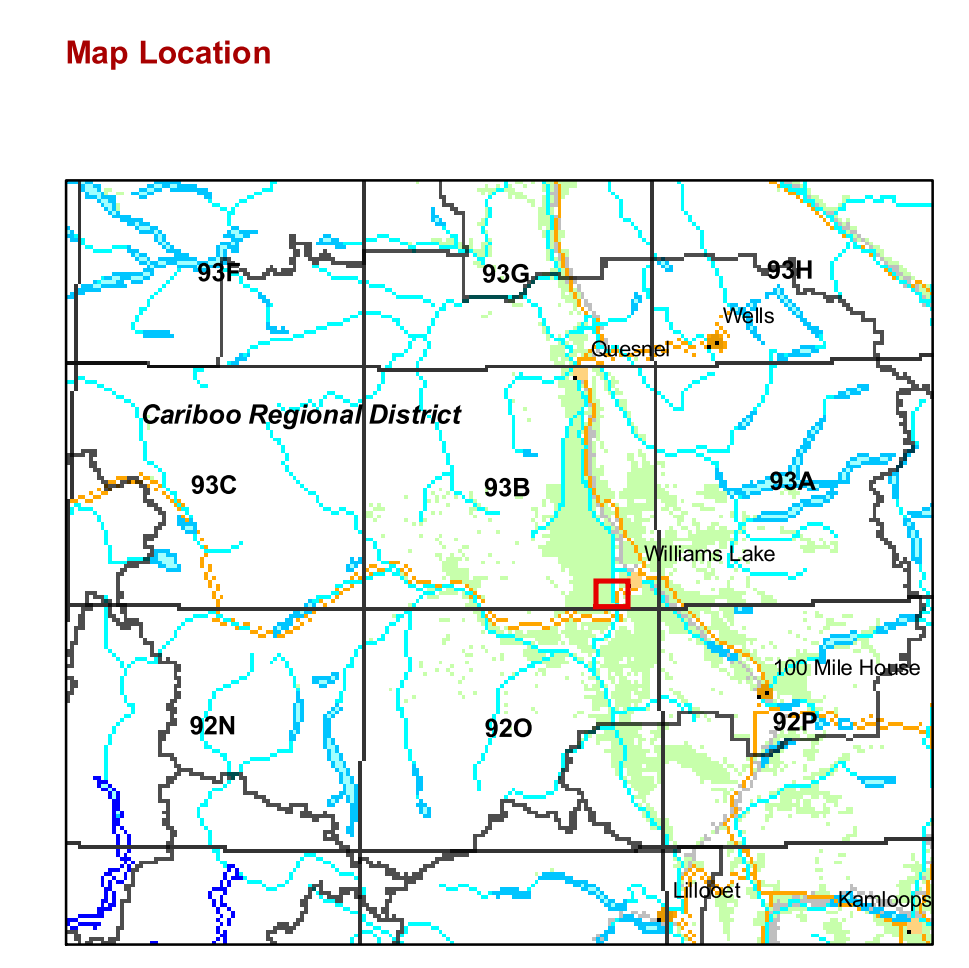 Map Location
93F
93G
93H
Wells
Quesnel
Cariboo Regional District
93C
93B
93A
Williams Lake
100 Mile House
92N
92O
92P
Lillooet
Kamloops